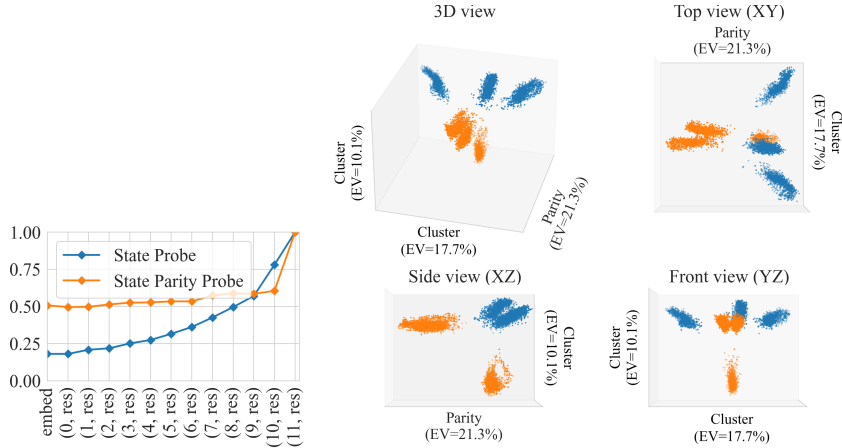 3D view
Cluster
(EV=10.1%)
Parity
(EV=21.3%)
Cluster
(EV=17.7%)
Top view (XY)
Parity
(EV=21.3%)
Cluster
(EV=17.7%)
1.00
0.75
0.50
0.25
0.00
State Probe
State Parity Probe
embed
(0, res)
(1, res)
(2, res)
(3, res)
(4, res)
(5, res)
(6, res)
(7, res)
(8, res)
(9, res)
(10, res)
(11, res)
Side view (XZ)
Cluster
(EV=10.1%)
Parity
(EV=21.3%)
Front view (YZ)
Cluster
(EV=10.1%)
Cluster
(EV=17.7%)